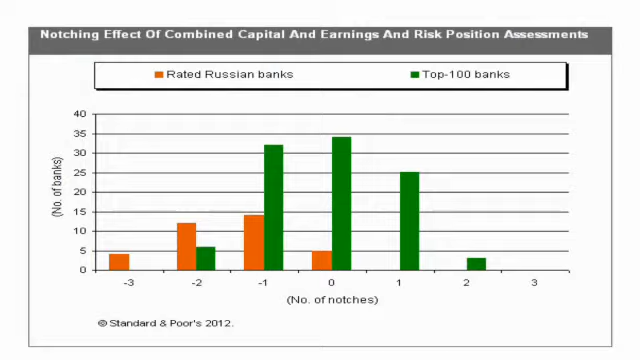 Notching Effect Of Combined Capital And Earnings And Risk Position Assessments
Rated Russian banks
Top-100 banks
40
35
30
25
20
15
10
5
0
(No. of banks)
-3 -2 -1 0 1 2 3
(No. of notches)
© Standard & Poor's 2012.